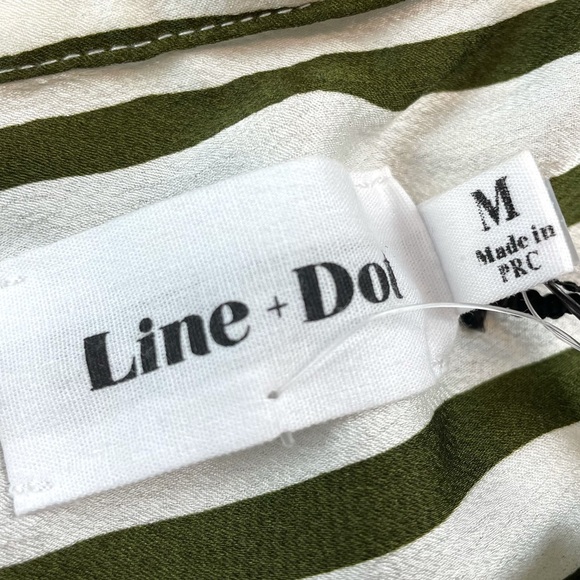 Line + Dot
M
Made in
PRC